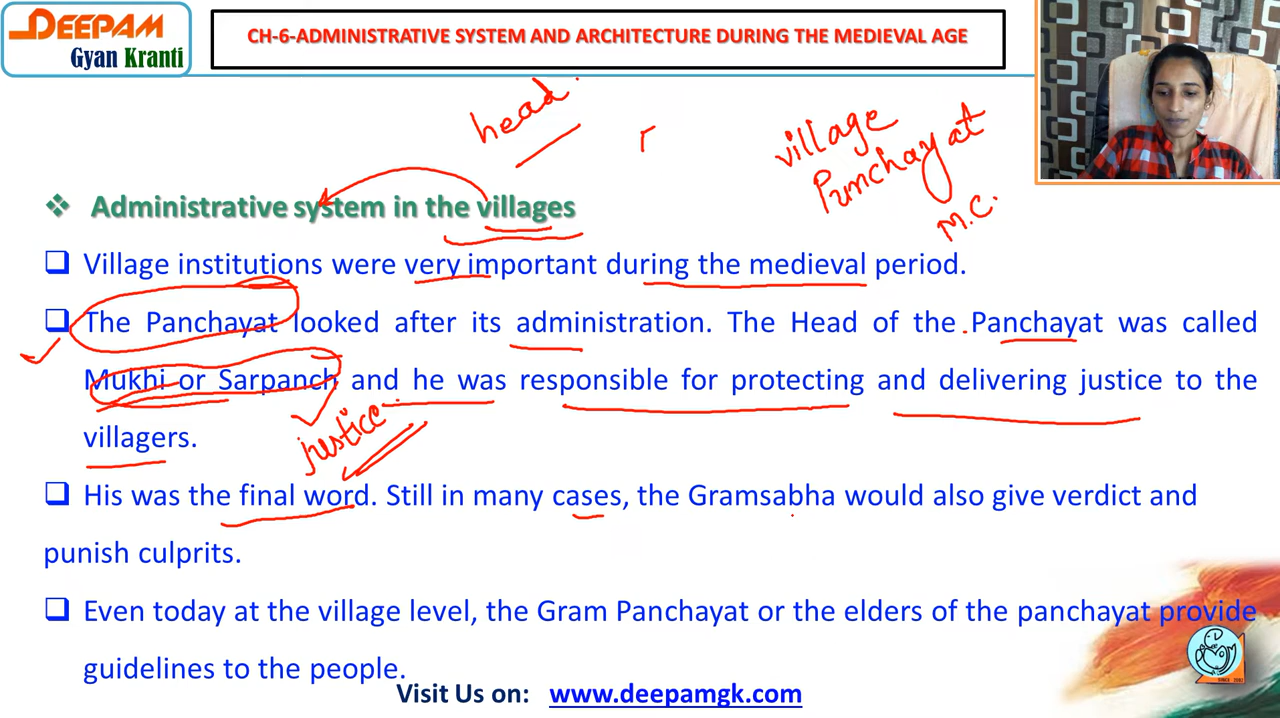 DEEPAM
Gyan Kranti
CH-6-ADMINISTRATIVE SYSTEM AND ARCHITECTURE DURING THE MEDIEVAL AGE
head.
village
Punchayat
M.C.
❖ Administrative system in the villages
❑ Village institutions were very important during the medieval period.
❑ The Panchayat looked after its administration. The Head of the Panchayat was called
Mukhi or Sarpanch and he was responsible for protecting and delivering justice to the
villagers.
justice
❑ His was the final word. Still in many cases, the Gramsabha would also give verdict and
punish culprits.
❑ Even today at the village level, the Gram Panchayat or the elders of the panchayat provide
guidelines to the people.
Visit Us on: www.deepamgk.com